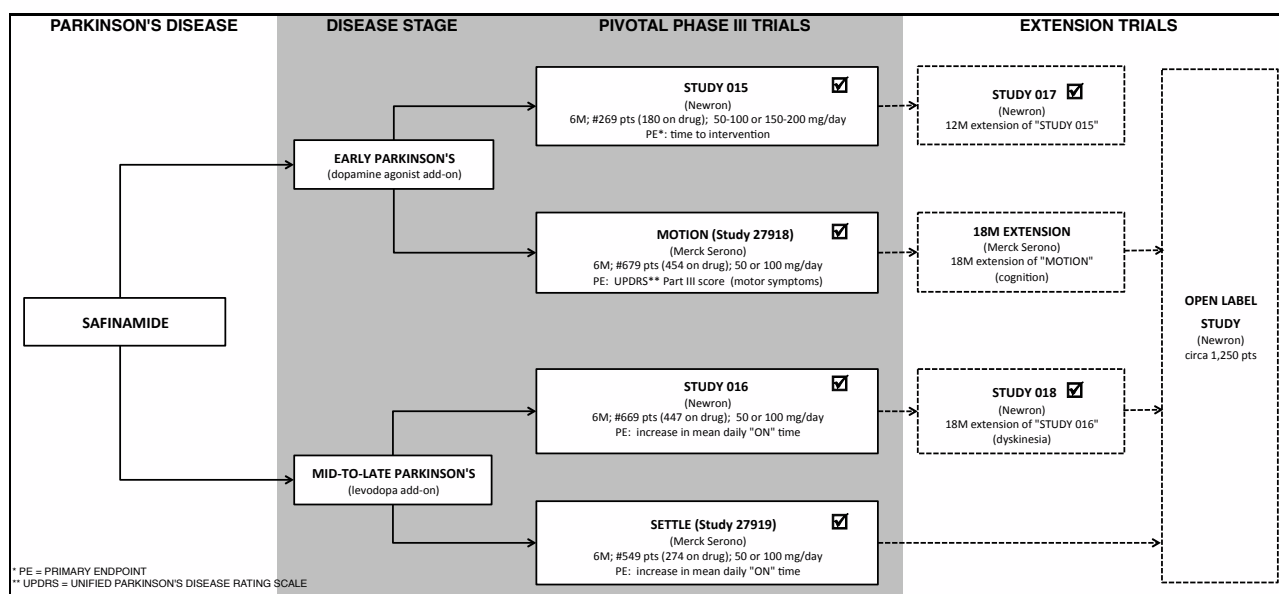 PARKINSON'S DISEASE
DISEASE STAGE
PIVOTAL PHASE III TRIALS
EXTENSION TRIALS
STUDY 015
(Newron)
6M; #269 pts (180 on drug); 50-100 or 150-200 mg/day
PE*: time to intervention
STUDY 017
(Newron)
12M extension of "STUDY 015"
EARLY PARKINSON'S
(dopamine agonist add-on)
MOTION (Study 27918)
(Merck Serono)
6M; #679 pts (454 on drug); 50 or 100 mg/day
PE: UPDRS** Part III score (motor symptoms)
18M EXTENSION
(Merck Serono)
18M extension of "MOTION"
(cognition)
SAFINAMIDE
OPEN LABEL
STUDY
(Newron)
circa 1,250 pts
STUDY 016
(Newron)
6M; #669 pts (447 on drug); 50 or 100 mg/day
PE: increase in mean daily "ON" time
STUDY 018
(Newron)
18M extension of "STUDY 016"
(dyskinesia)
MID-TO-LATE PARKINSON'S
(levodopa add-on)
SETTLE (Study 27919)
(Merck Serono)
6M; #549 pts (274 on drug); 50 or 100 mg/day
PE: increase in mean daily "ON" time
* PE = PRIMARY ENDPOINT
** UPDRS = UNIFIED PARKINSON'S DISEASE RATING SCALE